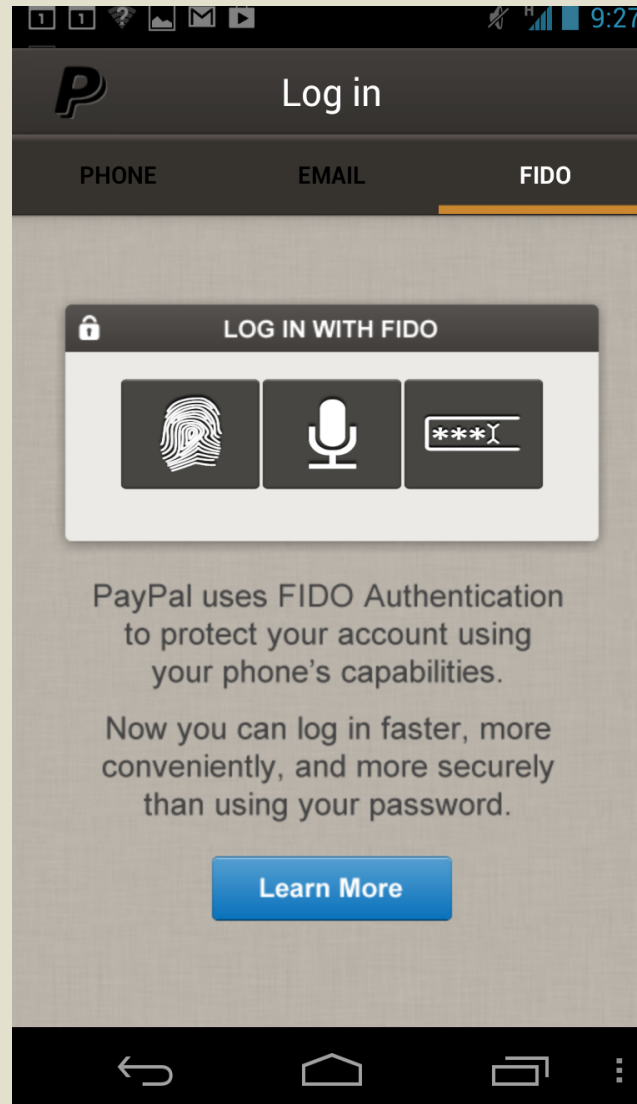 1 1 ?
H 9:27
P Log in
PHONE EMAIL FIDO
LOG IN WITH FIDO
***
PayPal uses FIDO Authentication
to protect your account using
your phone's capabilities.
Now you can log in faster, more
conveniently, and more securely
than using your password.
Learn More